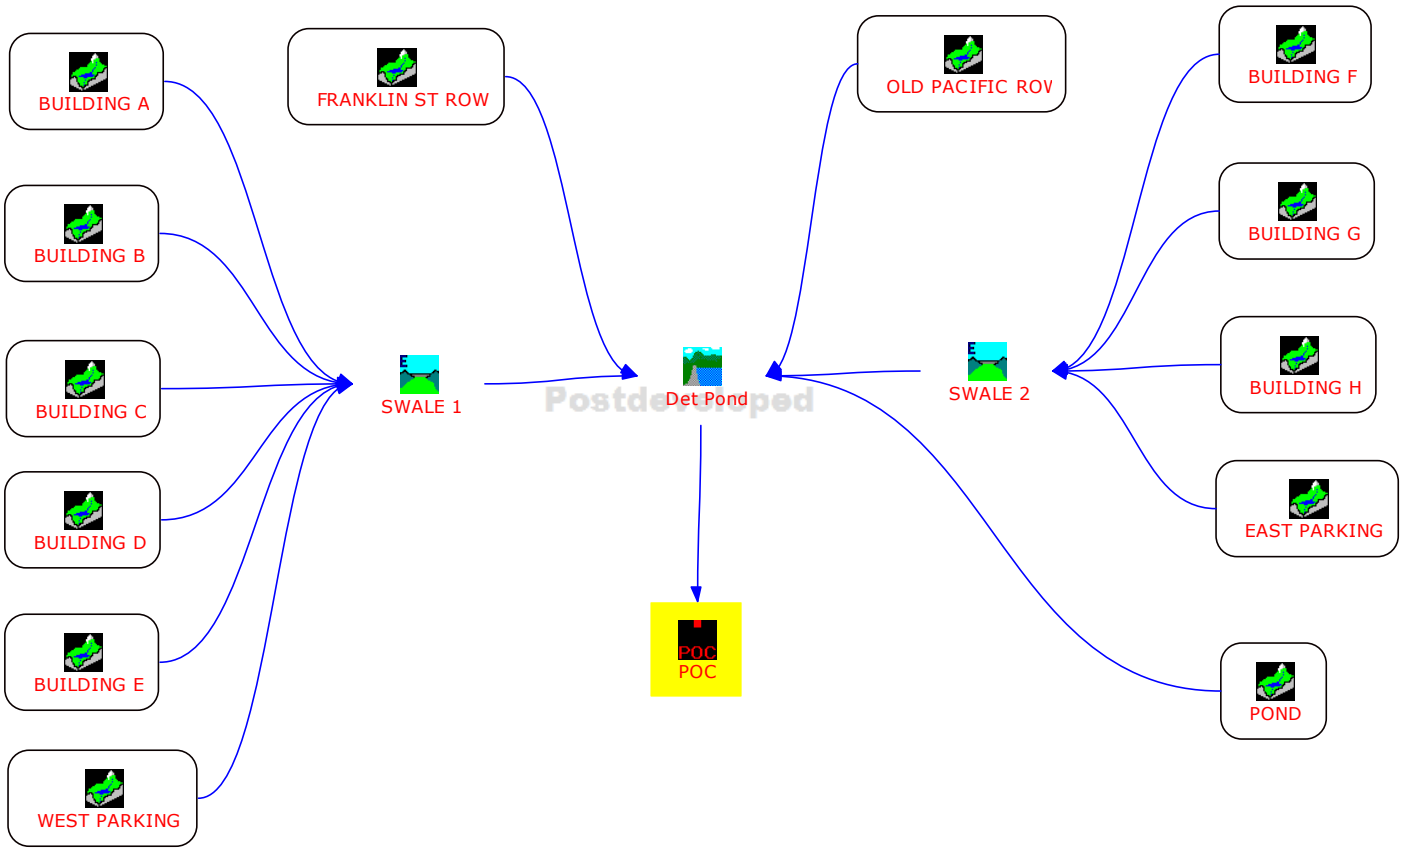 BUILDING A
FRANKLIN ST ROW
OLD PACIFIC ROW
BUILDING F
BUILDING B
BUILDING G
BUILDING C
E
SWALE 1
Postdeveloped
Det Pond
E
SWALE 2
BUILDING H
BUILDING D
EAST PARKING
BUILDING E
POC
POC
POND
WEST PARKING